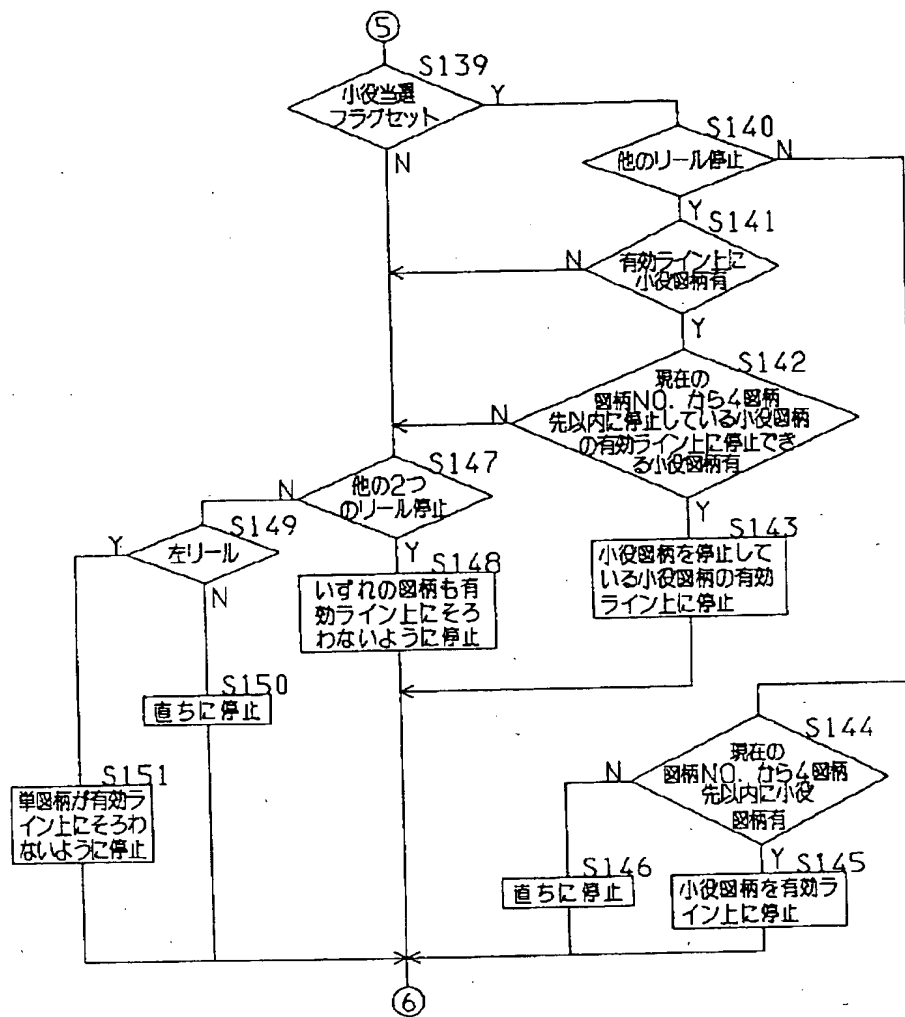 ⑤
S139
小役当選
フラグセット
Y
N
S140
他のリール停止
N
Y
S141
有効ライン上に
小役図柄有
N
Y
S142
現在の
図柄NO.から4図柄
先以内に停止している小役図柄
の有効ライン上に停止でき
る小役図柄有
N
Y
S143
小役図柄を停止して
いる小役図柄の有効
ライン上に停止
S147
他の2つ
のリール停止
N
Y
S148
いずれの図柄も有
効ライン上にそろ
わないように停止
S149
左リール
Y
N
S150
直ちに停止
S151
単図柄が有効ライ
ン上にそろわ
ないように停止
S144
現在の
図柄NO.から4図柄
先以内に小役
図柄有
N
Y
S145
小役図柄を有効ラ
イン上に停止
S146
直ちに停止
⑥